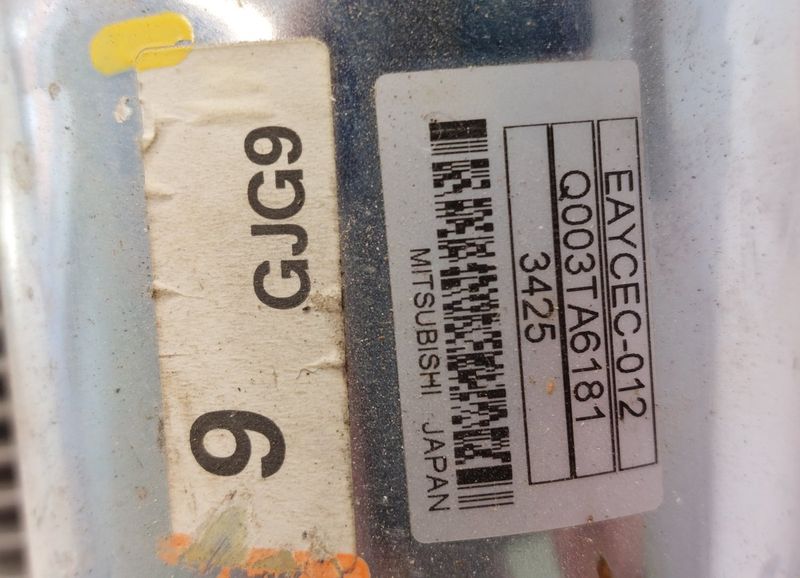 GJG9
9
EAYCEC-012
Q003TA6181
3425
MITSUBISHI JAPAN